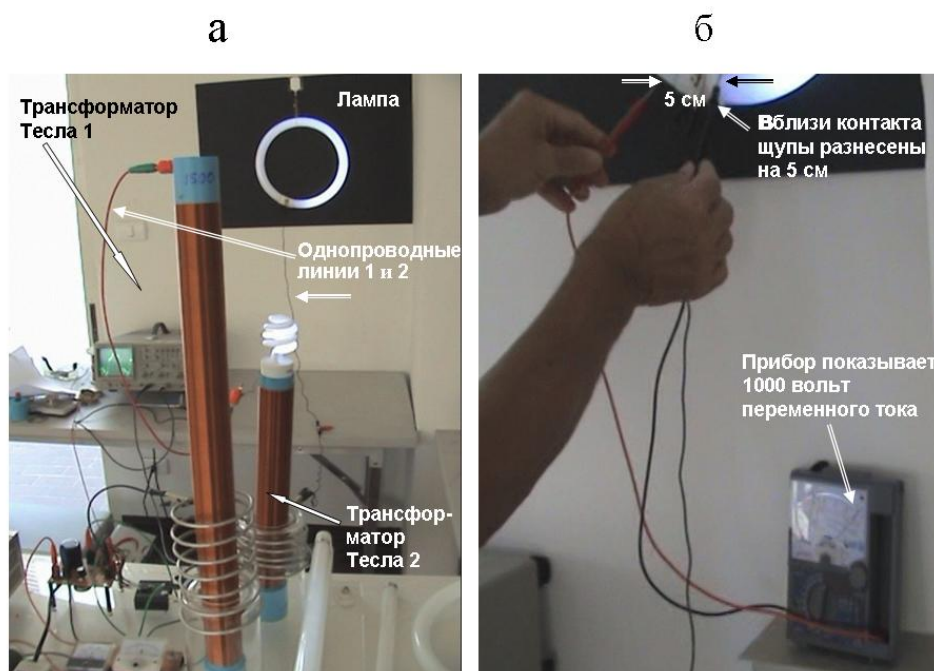 а
б
Трансформатор
Тесла 1
Лампа
Однопроводные
линии 1 и 2
Трансфор-
матор
Тесла 2
5 см
Вблизи контакта
щупы разнесены
на 5 см
Прибор показывает
1000 вольт
переменного тока